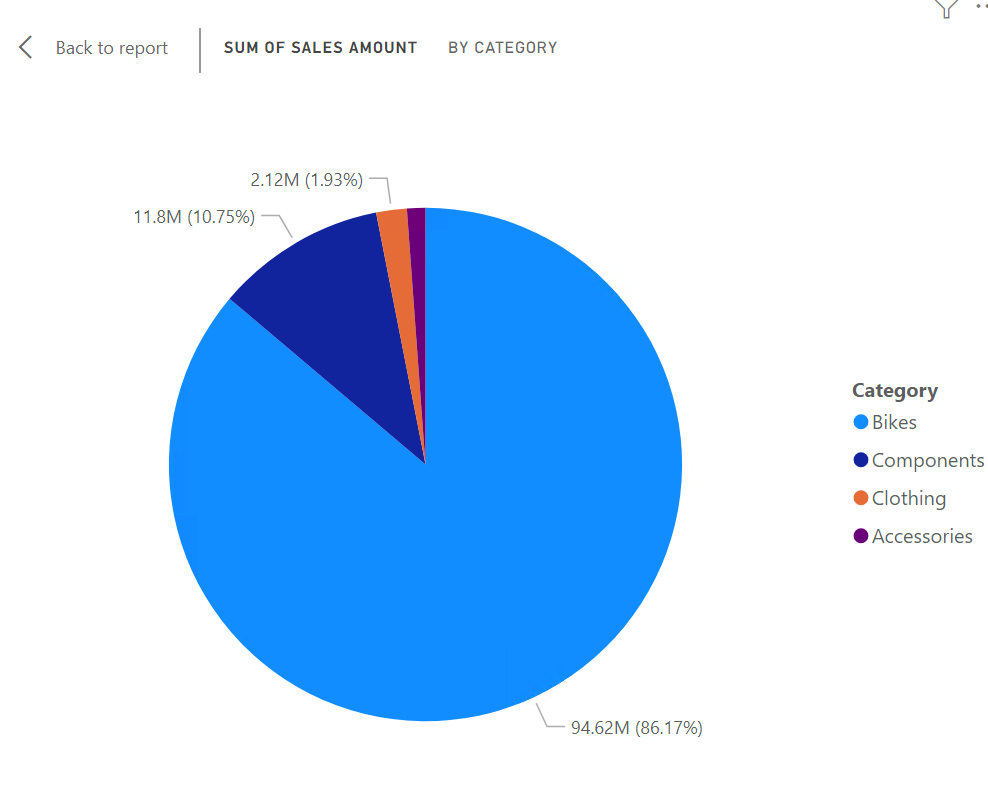 Back to report
SUM OF SALES AMOUNT BY CATEGORY
2.12M (1.93%)
11.8M (10.75%)
Category
Bikes
Components
Clothing
Accessories
94.62M (86.17%)